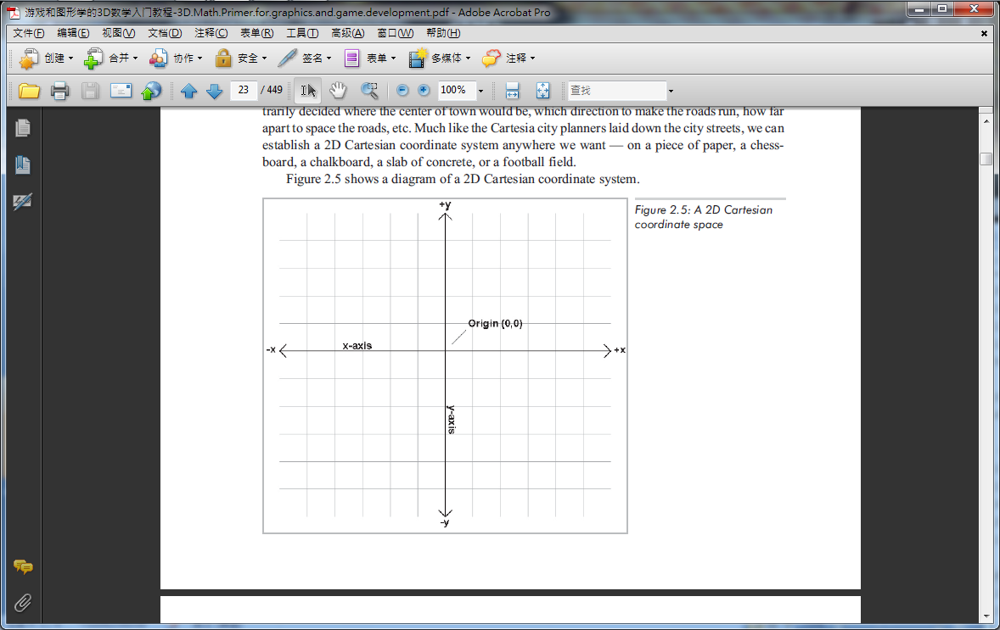 游戏和图形学的3D数学入门教程-3D.Math.Primer.for.graphics.and.game.development.pdf - Adobe Acrobat Pro
文件(F) 编辑(E) 视图(V) 文档(D) 注释(C) 表单(R) 工具(T) 高级(A) 窗口(W) 帮助(H)
创建 合并 协作 安全 签名 表单 多媒体 注释
23 / 449 100% 查找
trarily decided where the center of town would be, which direction to make the roads run, how far
apart to space the roads, etc. Much like the Cartesia city planners laid down the city streets, we can
establish a 2D Cartesian coordinate system anywhere we want — on a piece of paper, a chess-
board, a chalkboard, a slab of concrete, or a football field.
Figure 2.5 shows a diagram of a 2D Cartesian coordinate system.
+y
Figure 2.5: A 2D Cartesian
coordinate space
Origin (0,0)
-x
x-axis
+x
y-axis
-y